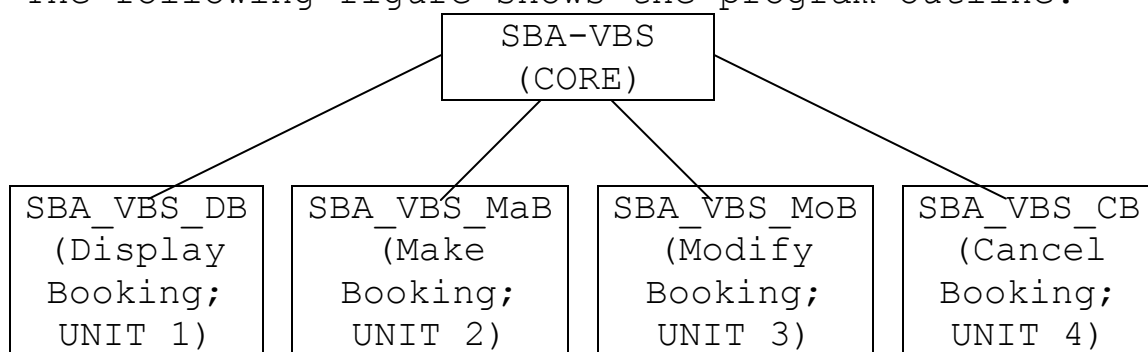 The following figure shows the program outline:
SBA-VBS
(CORE)
SBA_VBS_DB
(Display
Booking;
UNIT 1)
SBA_VBS_MaB
(Make
Booking;
UNIT 2)
SBA_VBS_MoB
(Modify
Booking;
UNIT 3)
SBA_VBS_CB
(Cancel
Booking;
UNIT 4)